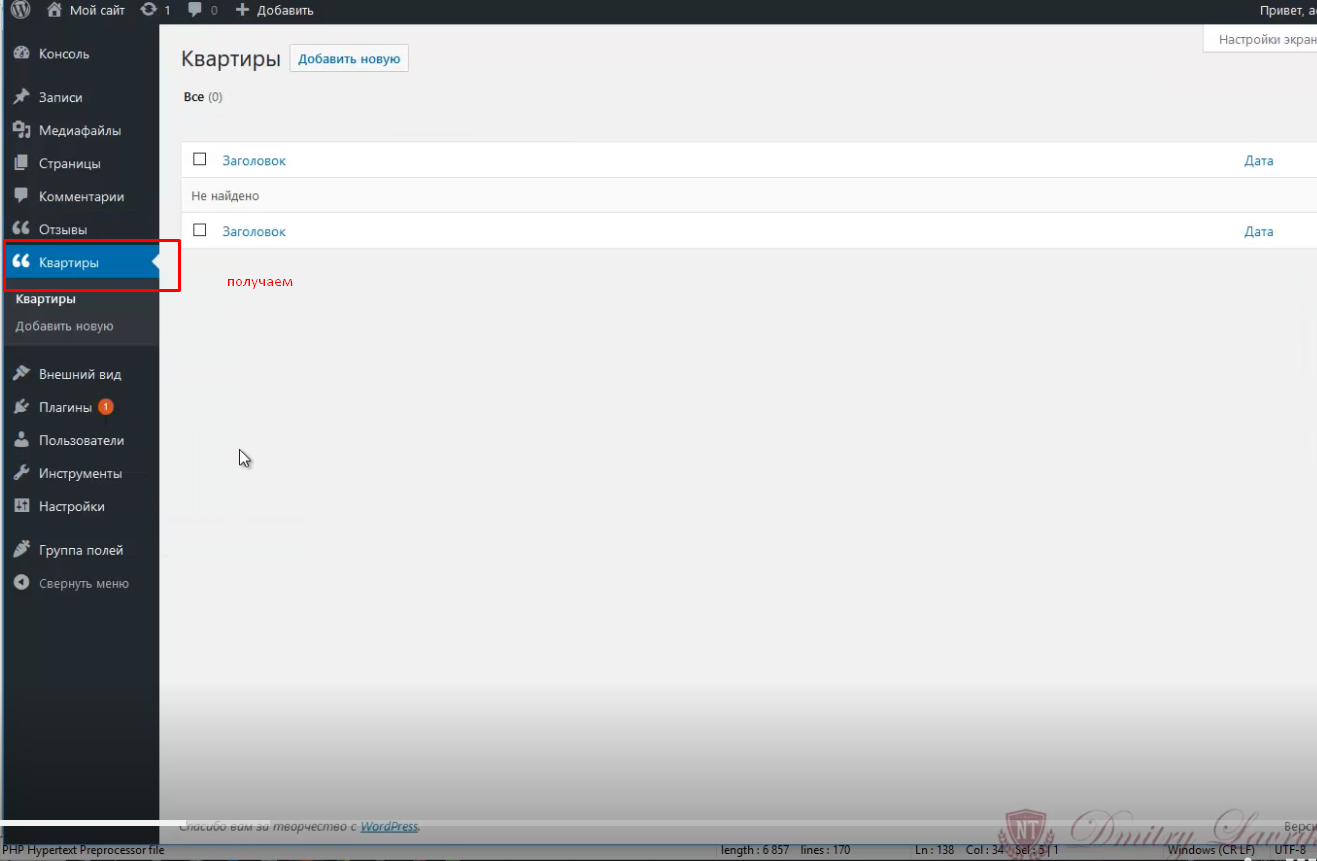 Мой сайт 1 0 Добавить Привет,
Настройки экран
Консоль
Записи
Медиафайлы
Страницы
Комментарии
Отзывы
Квартиры
Квартиры
Добавить новую
Внешний вид
Плагины 1
Пользователи
Инструменты
Настройки
Группа полей
Свернуть меню
Квартиры Добавить новую
Все (0)
Заголовок Дата
Не найдено
Заголовок Дата
получаем
Спасибо вам за творчество с WordPress.
NT Dmitry
PHP Hypertext Preprocessor file length : 6 857 lines : 170 Ln : 138 Col : 34 Sel : 5 | 1 Windows (CR LF) UTF-8